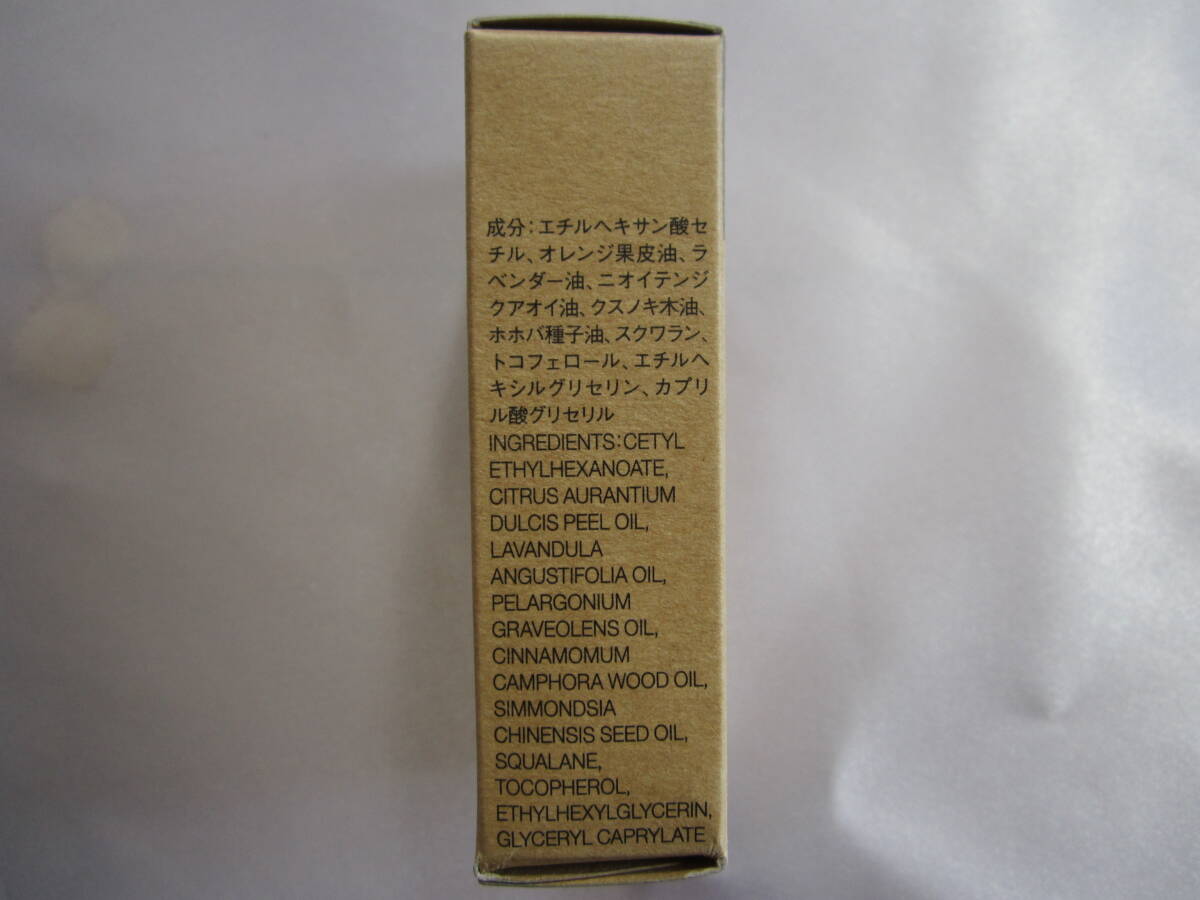 成分：エチルヘキサン酸セ
チル、オレンジ果皮油、ラ
ベンダー油、ニオイテンジ
クアオイ油、クスノキ木油、
ホホバ種子油、スクワラン、
トコフェロール、エチルヘ
キシルグリセリン、カプリ
ル酸グリセリル
INGREDIENTS：CETYL
ETHYLHEXANOATE,
CITRUS AURANTIUM
DULCIS PEEL OIL,
LAVANDULA
ANGUSTIFOLIA OIL,
PELARGONIUM
GRAVEOLENS OIL,
CINNAMOMUM
CAMPHORA WOOD OIL,
SIMMONDSIA
CHINENSIS SEED OIL,
SQUALANE,
TOCOPHEROL,
ETHYLHEXYLGLYCERIN,
GLYCERYL CAPRYLATE